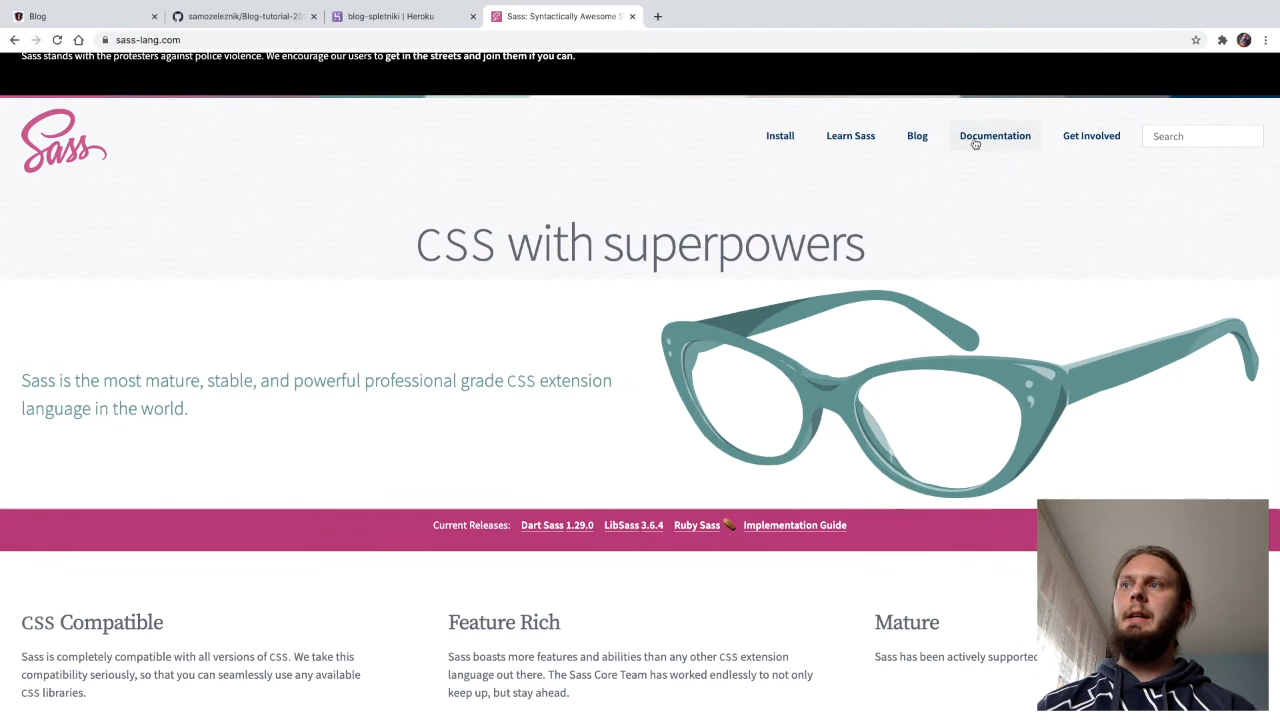 Blog
samozeleznik/Blog-tutorial-20
blog-spletniki | Heroku
Sass: Syntactically Awesome S
sass-lang.com
Sass stands with the protesters against police violence. We encourage our users to get in the streets and join them if you can.
Sass
Install
Learn Sass
Blog
Documentation
Get Involved
Search
CSS with superpowers
Sass is the most mature, stable, and powerful professional grade CSS extension
language in the world.
Current Releases: Dart Sass 1.29.0 LibSass 3.6.4 Ruby Sass Implementation Guide
CSS Compatible
Sass is completely compatible with all versions of CSS. We take this
compatibility seriously, so that you can seamlessly use any available
CSS libraries.
Feature Rich
Sass boasts more features and abilities than any other CSS extension
language out there. The Sass Core Team has worked endlessly to not only
keep up, but stay ahead.
Mature
Sass has been actively supported